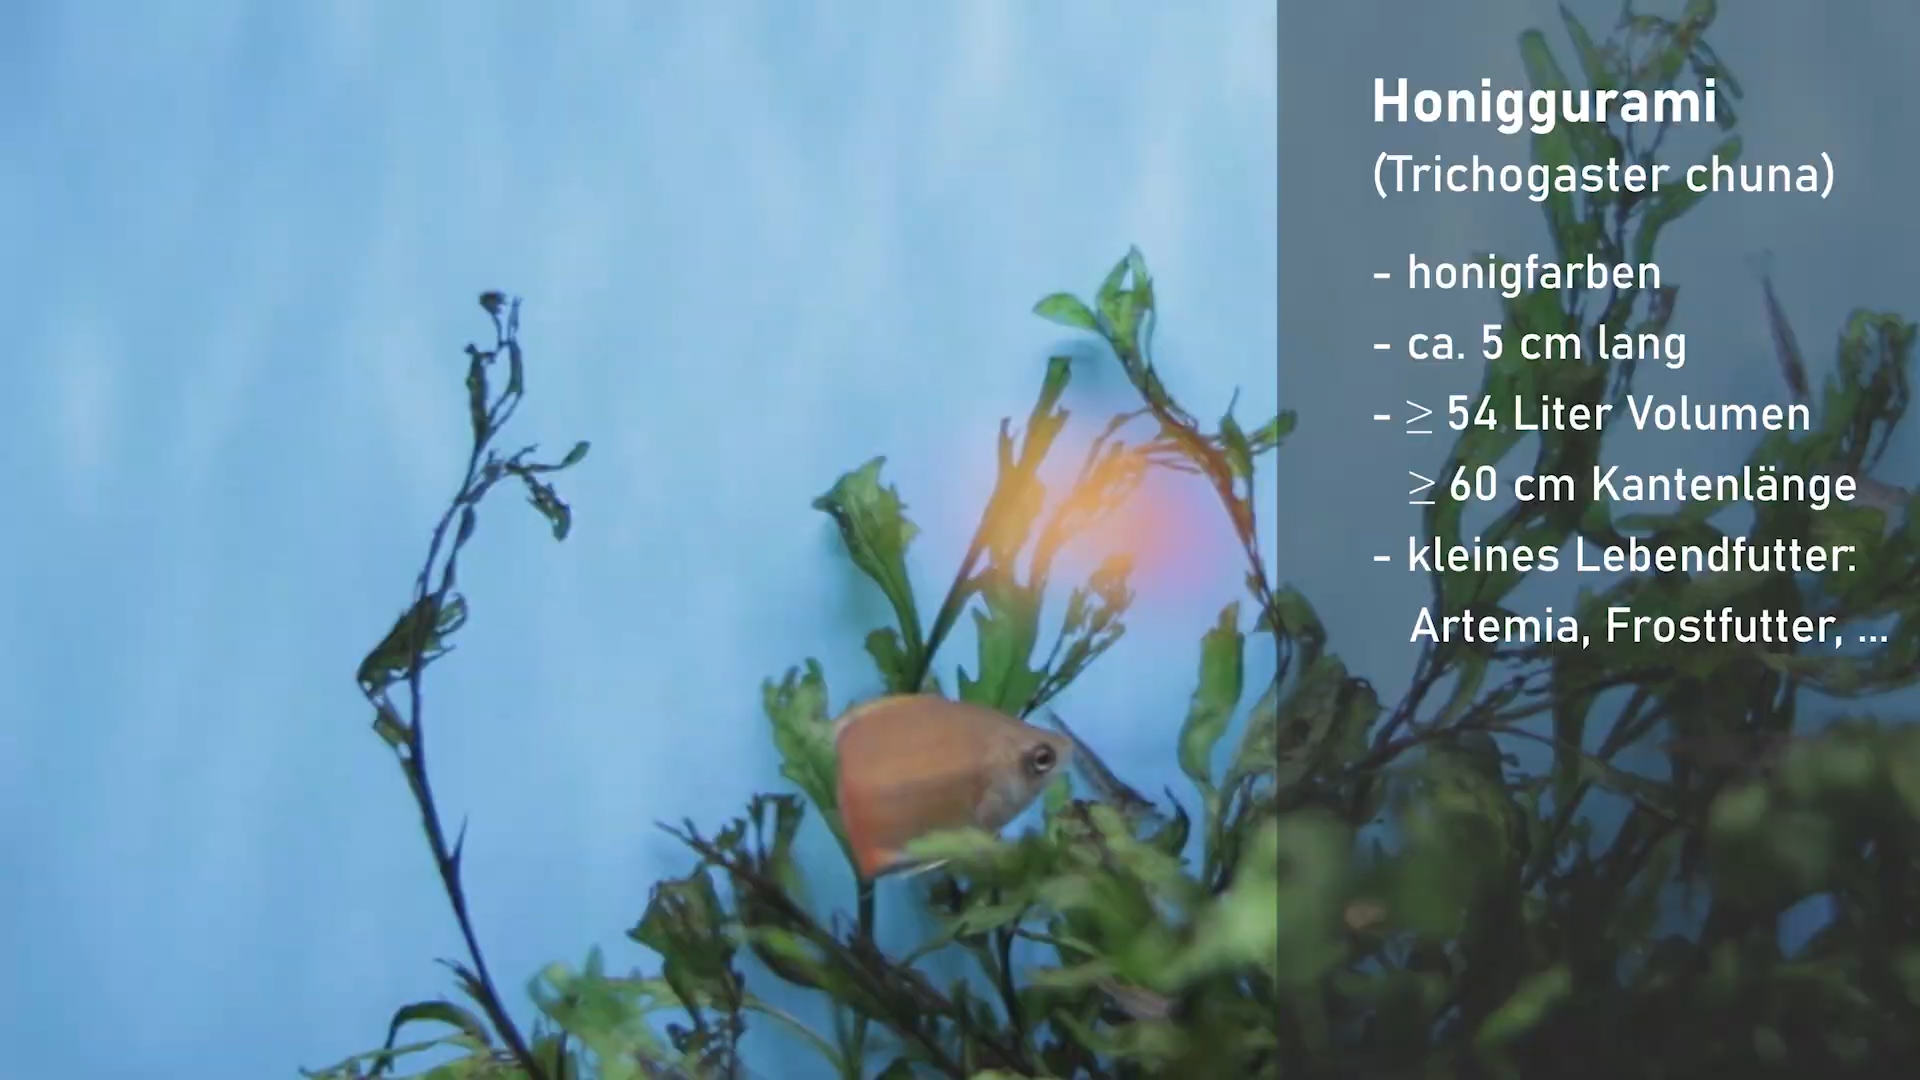 Honiggurami
(Trichogaster chuna)
- honigfarben
- ca. 5 cm lang
- ≥ 54 Liter Volumen
≥ 60 cm Kantenlänge
- kleines Lebendfutter:
Artemia, Frostfutter, ...